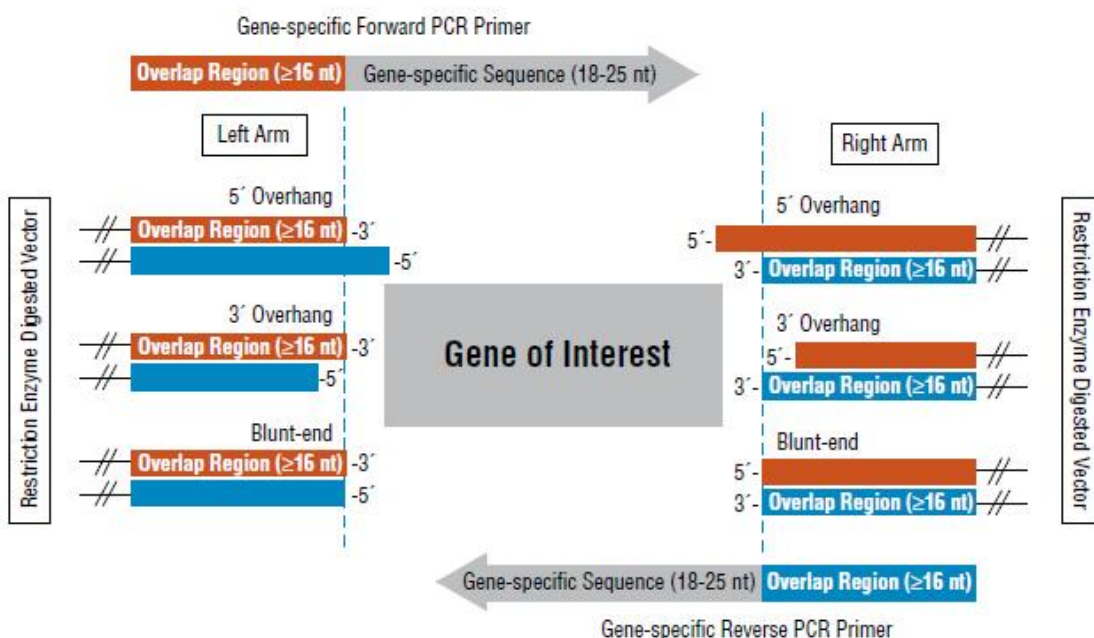 Gene-specific Forward PCR Primer
Overlap Region (≥16 nt) Gene-specific Sequence (18-25 nt)
Left Arm
Right Arm
Restriction Enzyme Digested Vector
5´ Overhang
Overlap Region (≥16 nt) -3´
-5´
3´ Overhang
Overlap Region (≥16 nt) -3´
-5´
Blunt-end
Overlap Region (≥16 nt) -3´
-5´
Gene of Interest
5´ Overhang
5´-
3´- Overlap Region (≥16 nt)
3´ Overhang
5´-
3´- Overlap Region (≥16 nt)
Blunt-end
5´-
3´- Overlap Region (≥16 nt)
Restriction Enzyme Digested Vector
Gene-specific Sequence (18-25 nt) Overlap Region (≥16 nt)
Gene-specific Reverse PCR Primer